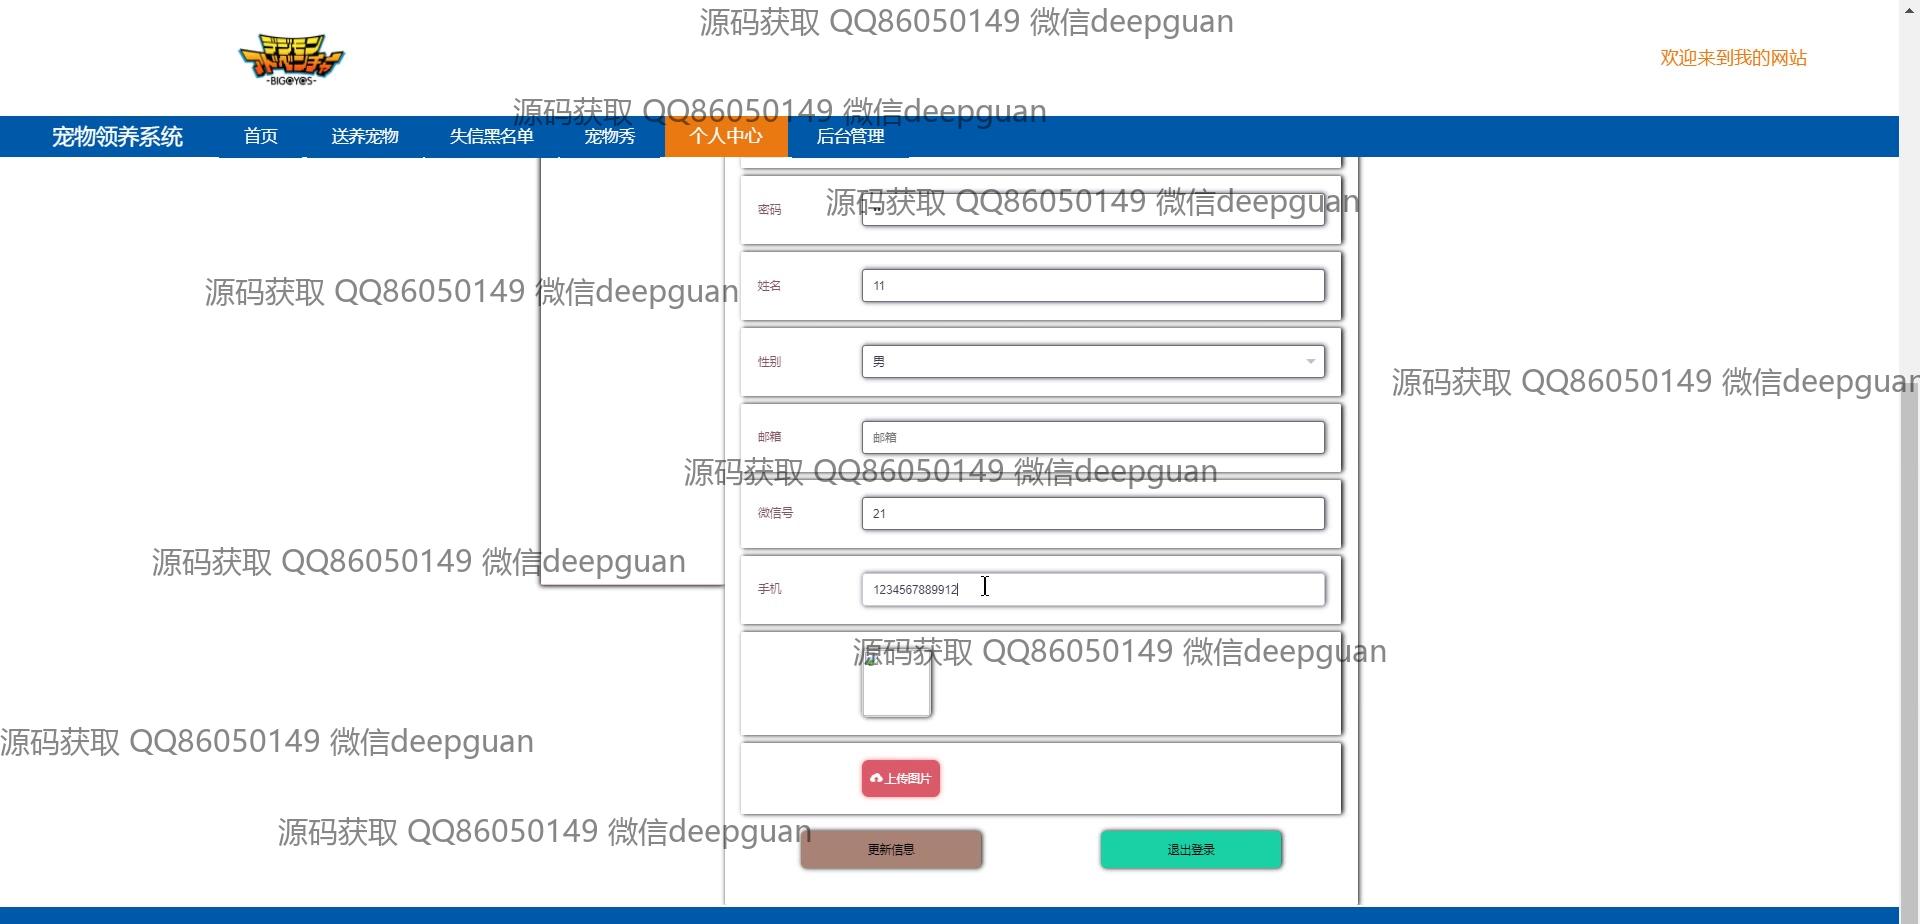 源码获取 QQ86050149 微信deepguan
デジモン
アドベンチャー
-BIGEYES-
欢迎来到我的网站
源码获取 QQ86050149 微信deepguan
宠物领养系统 首页 送养宠物 失信黑名单 宠物秀 个人中心 后台管理
密码
源码获取 QQ86050149 微信deepguan
姓名 11
源码获取 QQ86050149 微信deepguan
性别 男
源码获取 QQ86050149 微信deepguan
邮箱 邮箱
源码获取 QQ86050149 微信deepguan
微信号 21
源码获取 QQ86050149 微信deepguan
手机 1234567889912
源码获取 QQ86050149 微信deepguan
源码获取 QQ86050149 微信deepguan
上传图片
源码获取 QQ86050149 微信deepguan
更新信息 退出登录